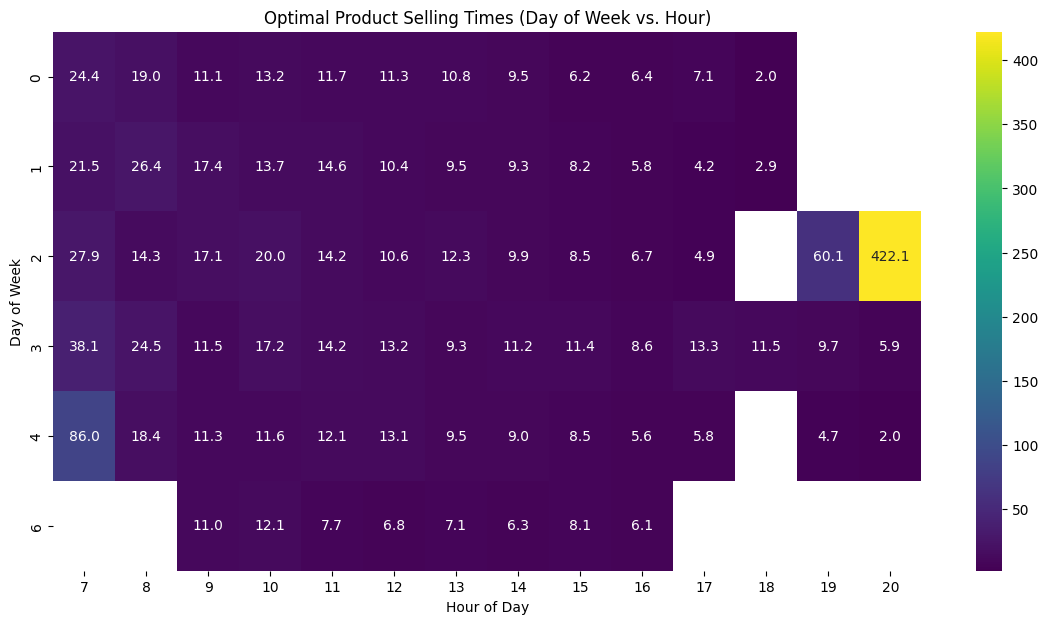 Optimal Product Selling Times (Day of Week vs. Hour)
0 24.4 19.0 11.1 13.2 11.7 11.3 10.8 9.5 6.2 6.4 7.1 2.0
1 21.5 26.4 17.4 13.7 14.6 10.4 9.5 9.3 8.2 5.8 4.2 2.9
2 27.9 14.3 17.1 20.0 14.2 10.6 12.3 9.9 8.5 6.7 4.9 60.1 422.1
3 38.1 24.5 11.5 17.2 14.2 13.2 9.3 11.2 11.4 8.6 13.3 11.5 9.7 5.9
4 86.0 18.4 11.3 11.6 12.1 13.1 9.5 9.0 8.5 5.6 5.8 4.7 2.0
6 11.0 12.1 7.7 6.8 7.1 6.3 8.1 6.1
7 8 9 10 11 12 13 14 15 16 17 18 19 20
Hour of Day
Day of Week
400
350
300
250
200
150
100
50